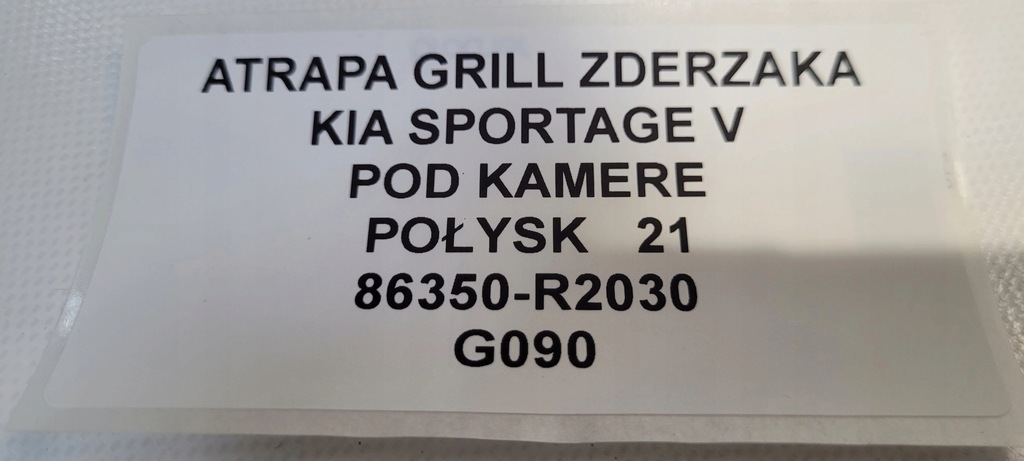 ATRAPA GRILL ZDERZAKA
KIA SPORTAGE V
POD KAMERE
POŁYSK 21
86350-R2030
G090